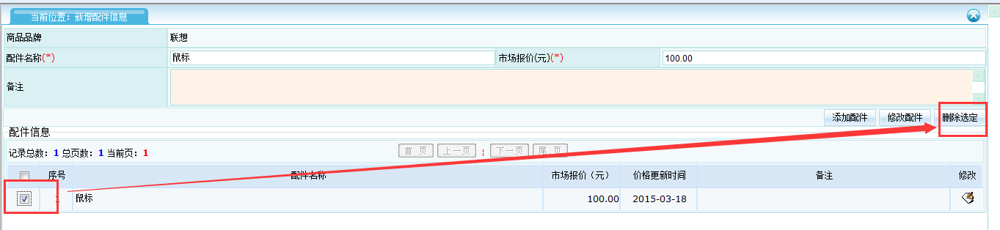 当前位置：新增配件信息
商品品牌 联想
配件名称(*) 鼠标 市场报价(元)(*) 100.00
备注
添加配件 修改配件 删除选定
配件信息
记录总数：1 总页数：1 当前页：1 首 页 上一页 ¦ 下一页 尾 页
序号 配件名称 市场报价（元） 价格更新时间 备注 修改
1 鼠标 100.00 2015-03-18